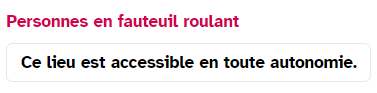 Personnes en fauteuil roulant
Ce lieu est accessible en toute autonomie.